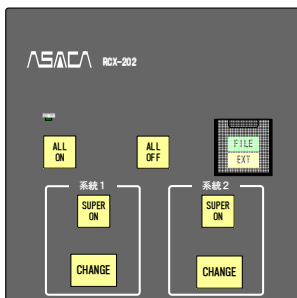 ASACA RCX-202
POWER
ALL
ON
ALL
OFF
FILE
EXT
系統1
SUPER
ON
CHANGE
系統2
SUPER
ON
CHANGE